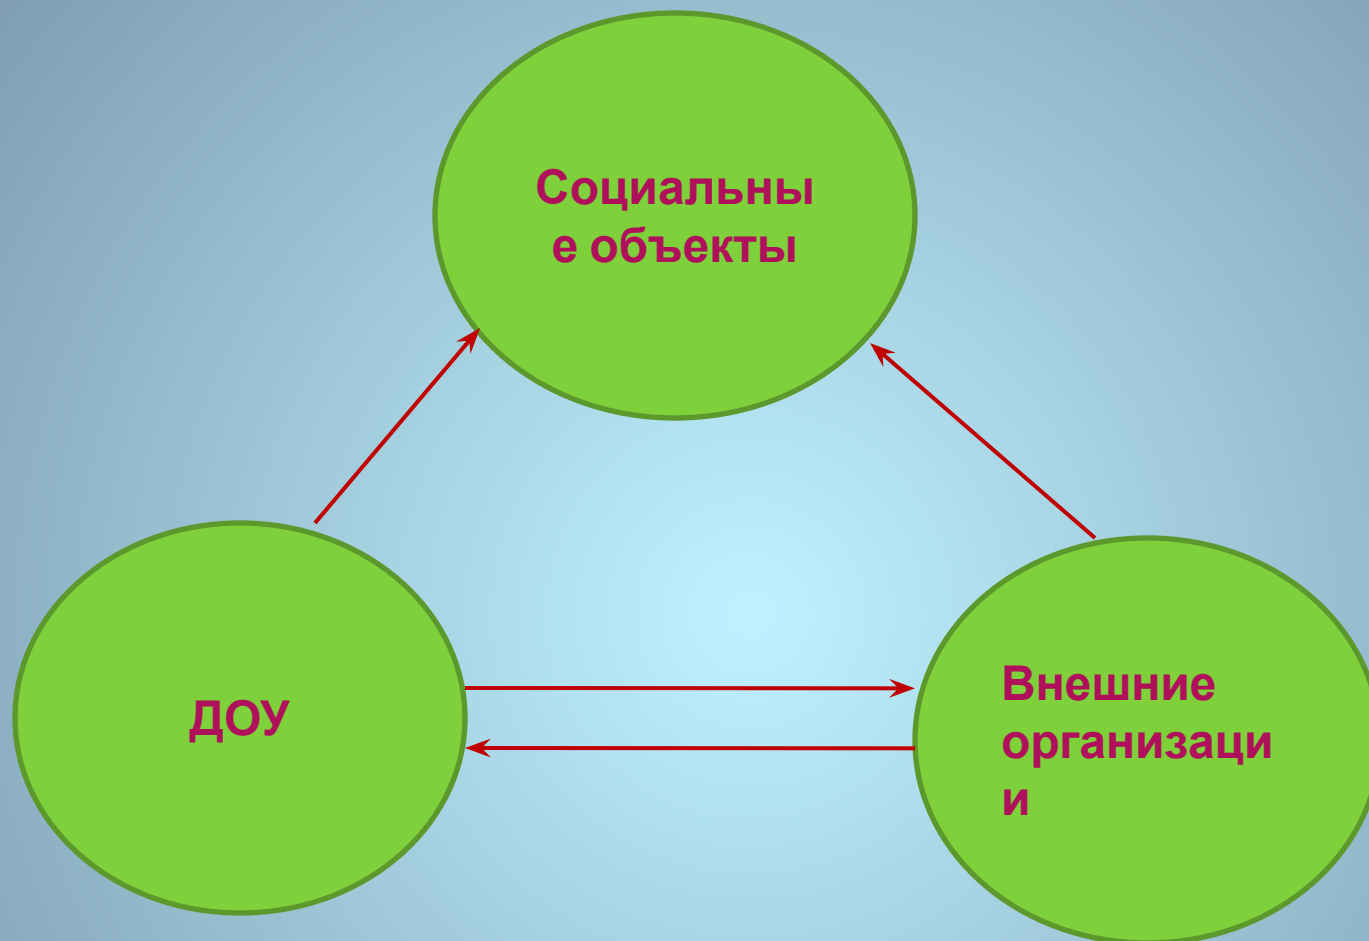 Социальны
е объекты
ДОУ
Внешние
организаци
и